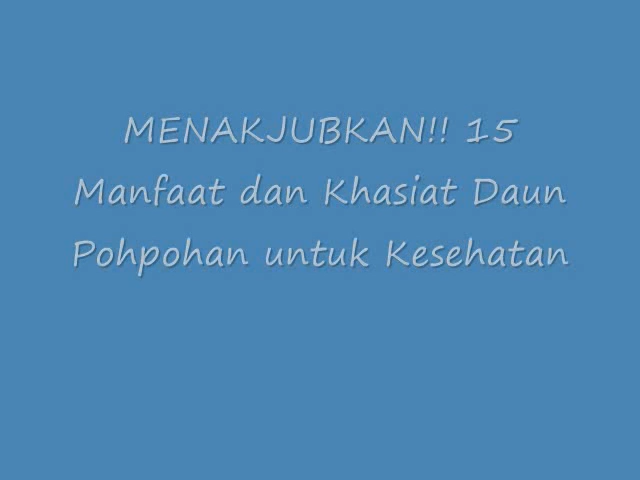 MENAKJUBKAN!! 15
Manfaat dan Khasiat Daun
Pohpohan untuk Kesehatan